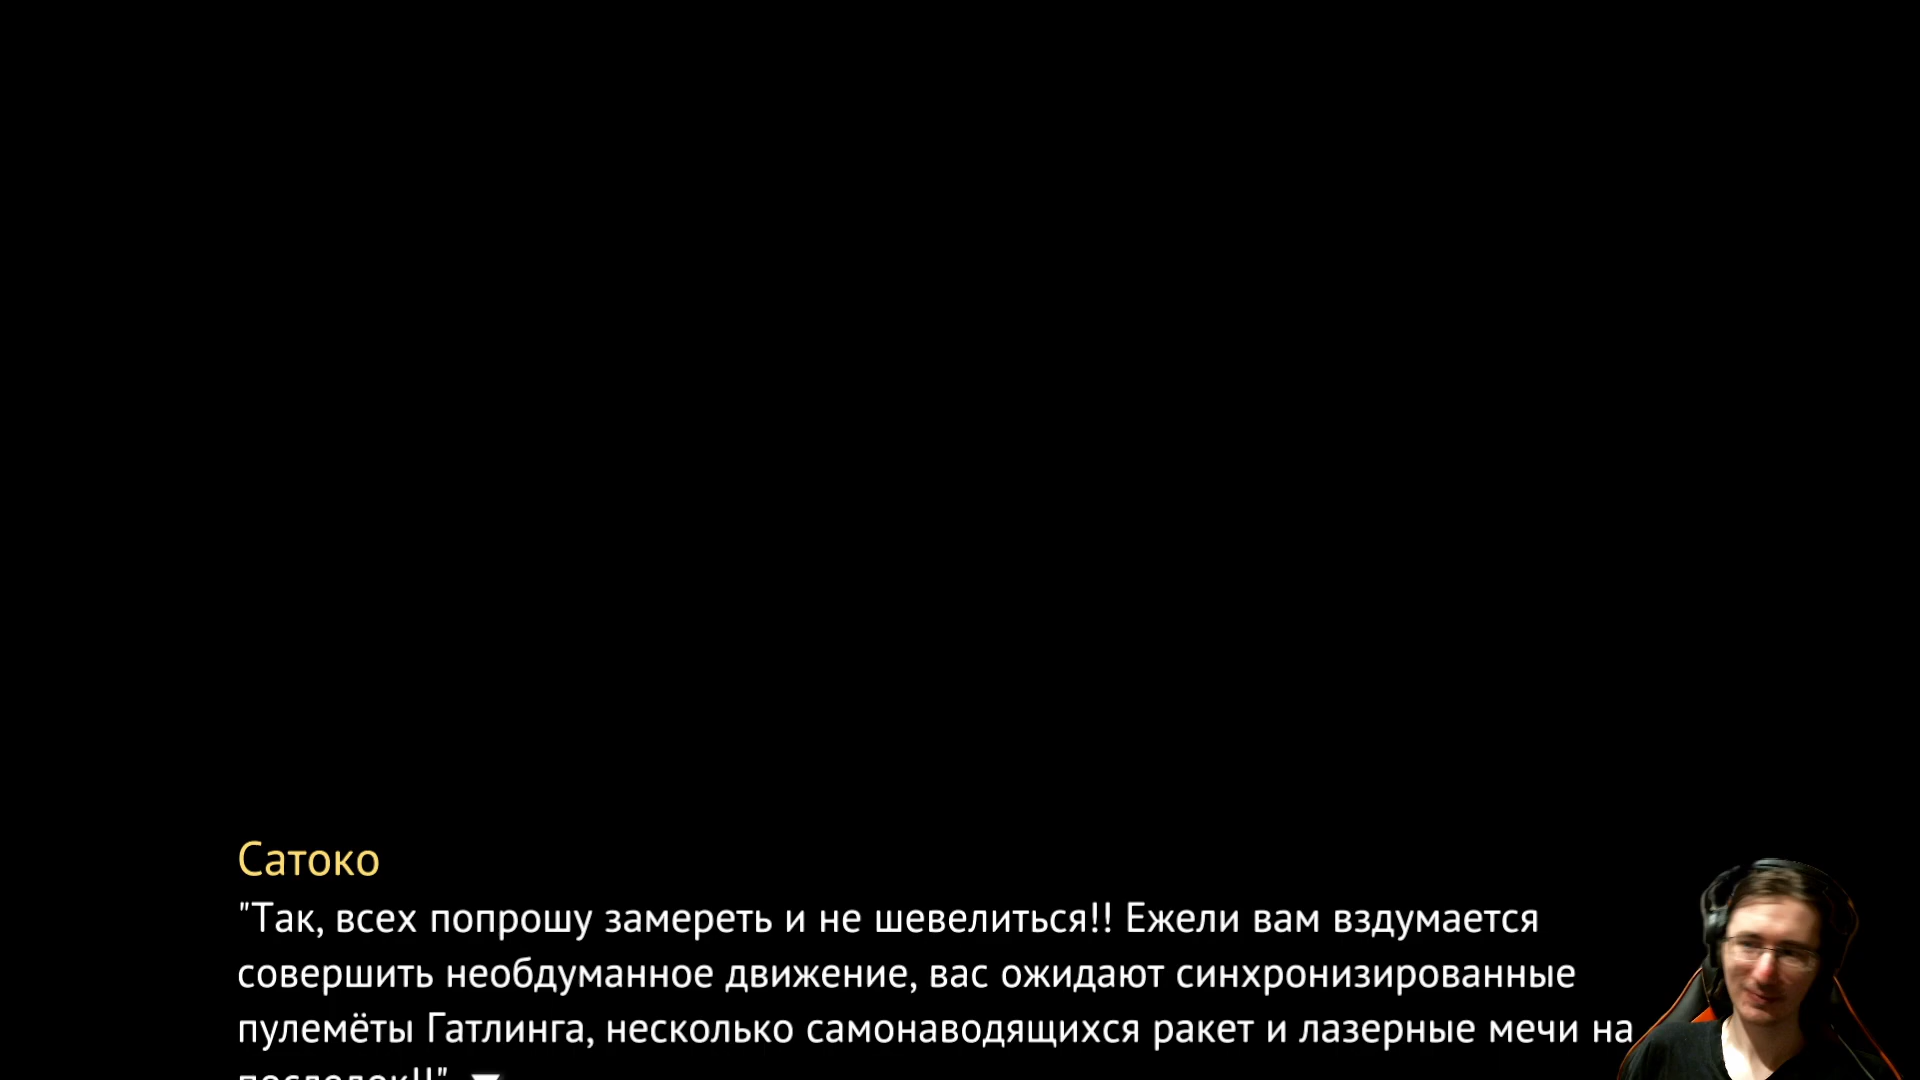 Сатоко
"Так, всех попрошу замереть и не шевелиться!! Ежели вам вздумается
совершить необдуманное движение, вас ожидают синхронизированные
пулемёты Гатлинга, несколько самонаводящихся ракет и лазерные мечи на
последок!!"